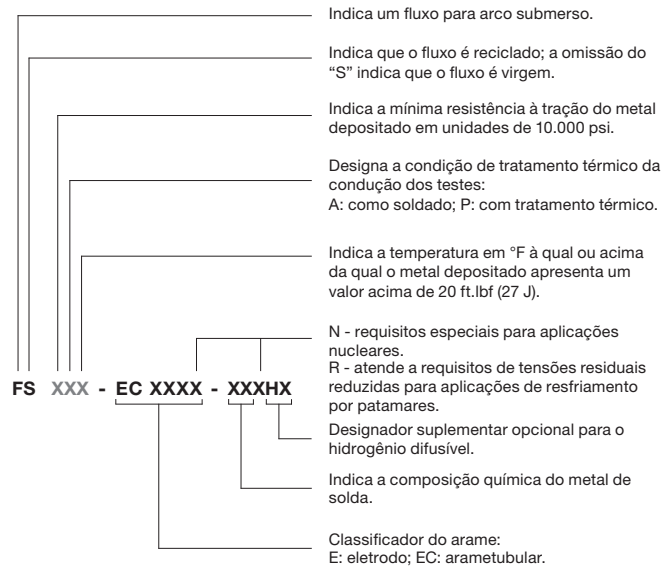 Indica um fluxo para arco submerso.
Indica que o fluxo é reciclado; a omissão do
“S” indica que o fluxo é virgem.
Indica a mínima resistência à tração do metal
depositado em unidades de 10.000 psi.
Designa a condição de tratamento térmico da
condução dos testes:
A: como soldado; P: com tratamento térmico.
Indica a temperatura em °F à qual ou acima
da qual o metal depositado apresenta um
valor acima de 20 ft.lbf (27 J).
N - requisitos especiais para aplicações
nucleares.
R - atende a requisitos de tensões residuais
reduzidas para aplicações de resfriamento
por patamares.
FS XXX - EC XXXX - XXXHX
Designador suplementar opcional para o
hidrogênio difusível.
Indica a composição química do metal de
solda.
Classificador do arame:
E: eletrodo; EC: arametubular.